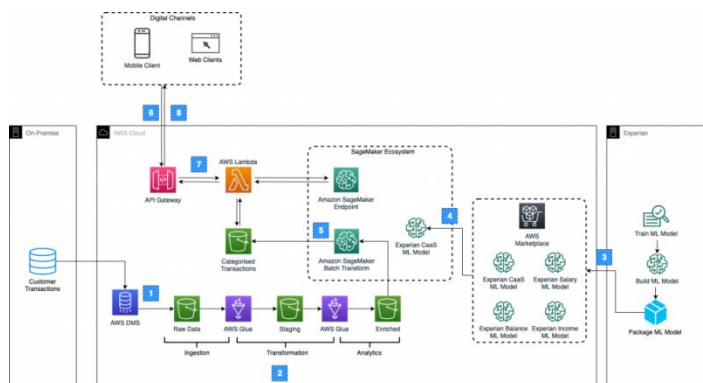 Digital Channels
Mobile Client
Web Clients
6
8
On-Premise
AWS Cloud
Experian
SageMaker Ecosystem
7
AWS Lambda
API Gateway
Amazon SageMaker
Endpoint
4
AWS
Marketplace
Train ML Model
5
Categorised
Transactions
Amazon SageMaker
Batch Transform
Experian CaaS
ML Model
3
Experian CaaS
ML Model
Experian Salary
ML Model
Build ML Model
Customer
Transactions
1
AWS DMS
Raw Data
AWS Glue
Staging
AWS Glue
Enriched
Experian Balance
ML Model
Experian Income
ML Model
Package ML Model
Ingestion
Transformation
Analytics
2